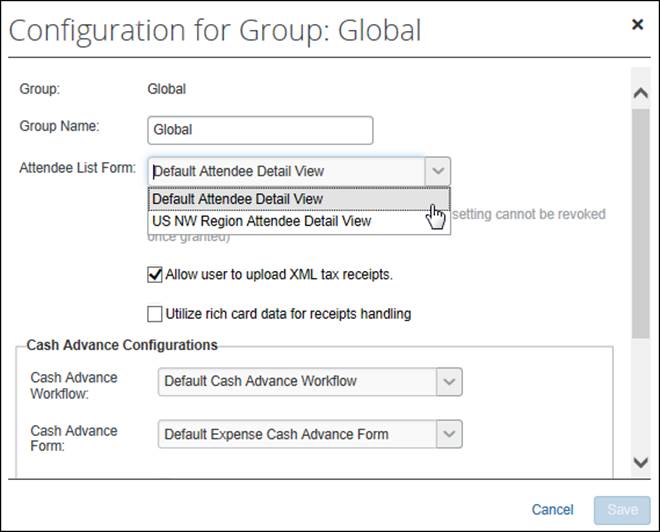 Configuration for Group: Global
×
Group: Global
Group Name: Global
Attendee List Form: Default Attendee Detail View
Default Attendee Detail View
US NW Region Attendee Detail View
setting cannot be revoked
once granted)
Allow user to upload XML tax receipts.
Utilize rich card data for receipts handling
Cash Advance Configurations
Cash Advance Workflow: Default Cash Advance Workflow
Cash Advance Form: Default Expense Cash Advance Form
Cancel Save